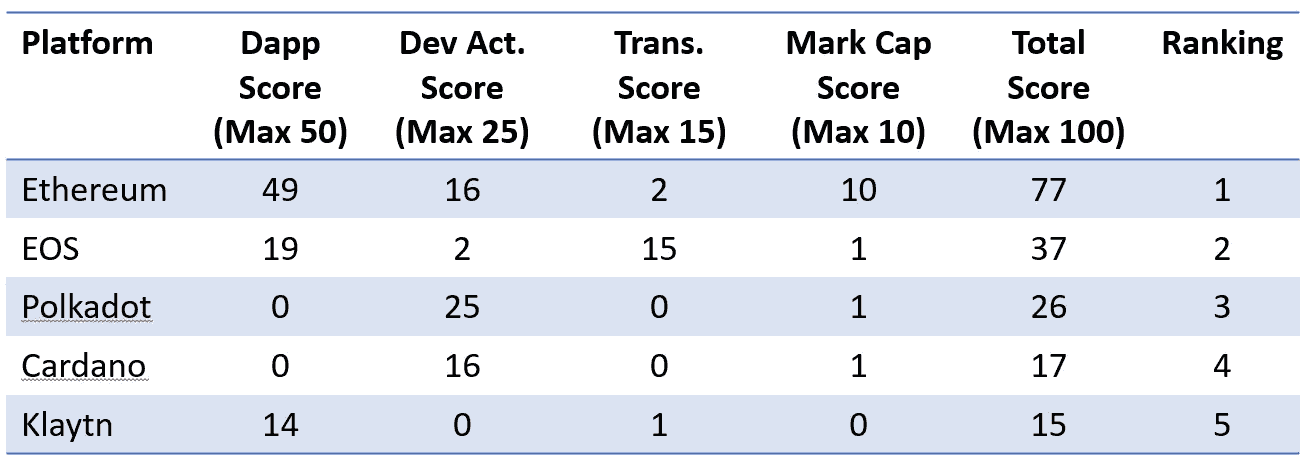 Platform Dapp Score (Max 50) Dev Act. Score (Max 25) Trans. Score (Max 15) Mark Cap Score (Max 10) Total Score (Max 100) Ranking
Ethereum 49 16 2 10 77 1
EOS 19 2 15 1 37 2
Polkadot 0 25 0 1 26 3
Cardano 0 16 0 1 17 4
Klaytn 14 0 1 0 15 5